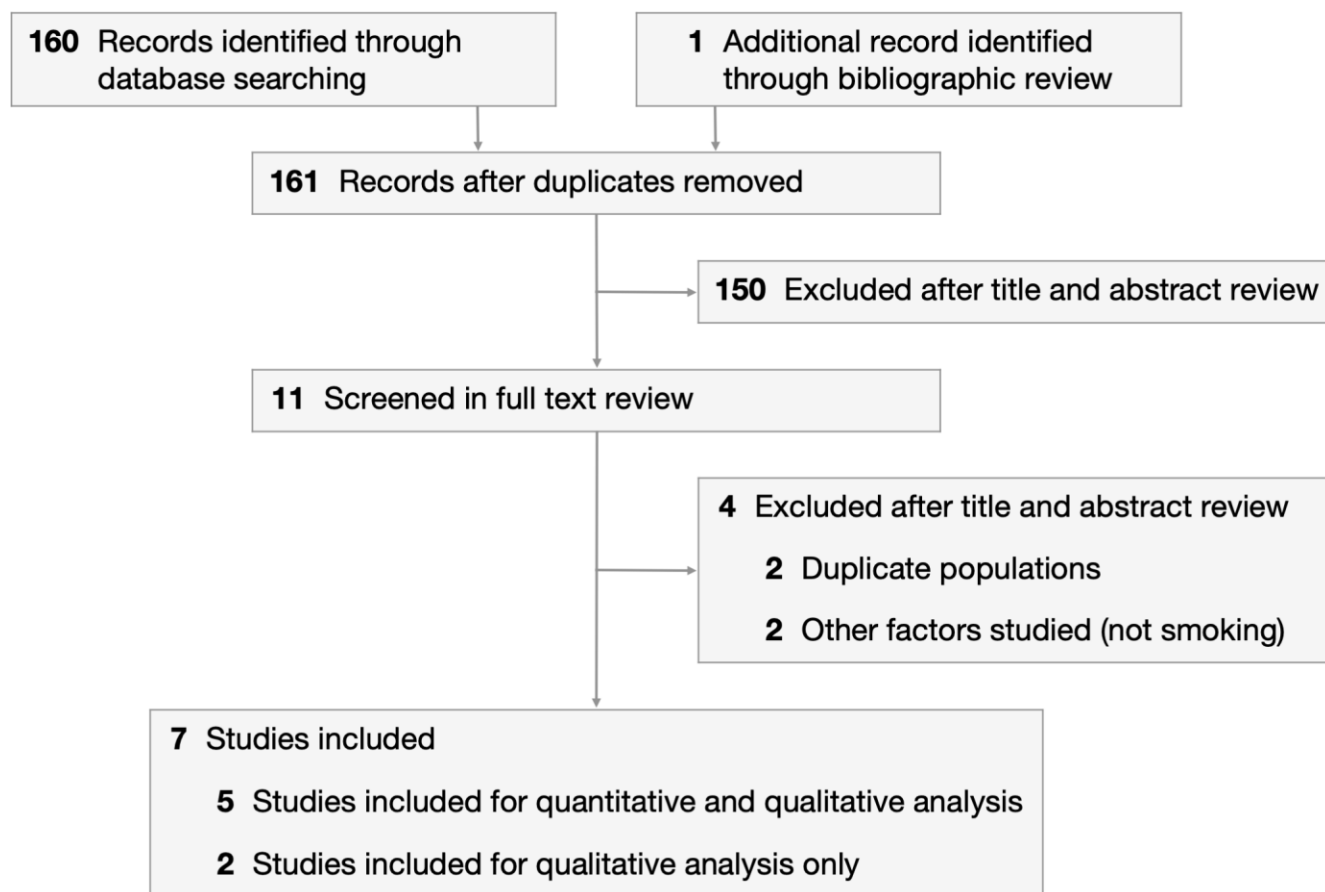 160 Records identified through
database searching
1 Additional record identified
through bibliographic review
161 Records after duplicates removed
150 Excluded after title and abstract review
11 Screened in full text review
4 Excluded after title and abstract review
2 Duplicate populations
2 Other factors studied (not smoking)
7 Studies included
5 Studies included for quantitative and qualitative analysis
2 Studies included for qualitative analysis only